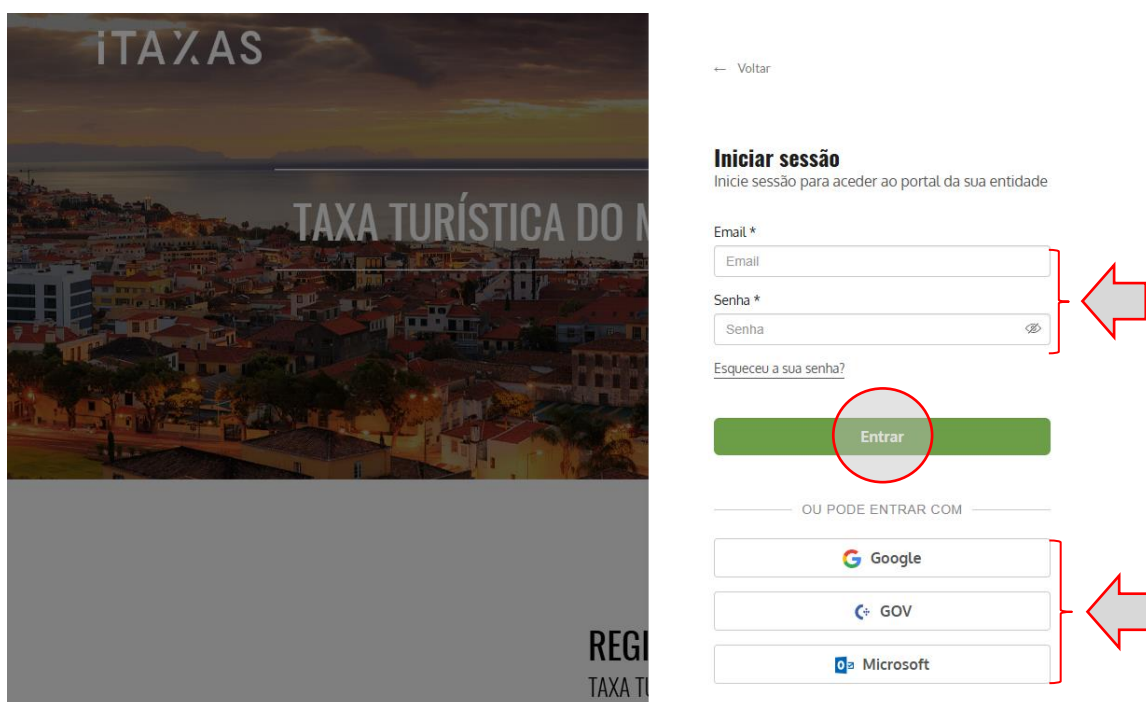 iTAXAS
TAXA TURÍSTICA DO
REGI
TAXA
← Voltar
Iniciar sessão
Inicie sessão para aceder ao portal da sua entidade
Email *
Email
Senha *
Senha
Esqueceu a sua senha?
Entrar
OU PODE ENTRAR COM
Google
GOV
Microsoft